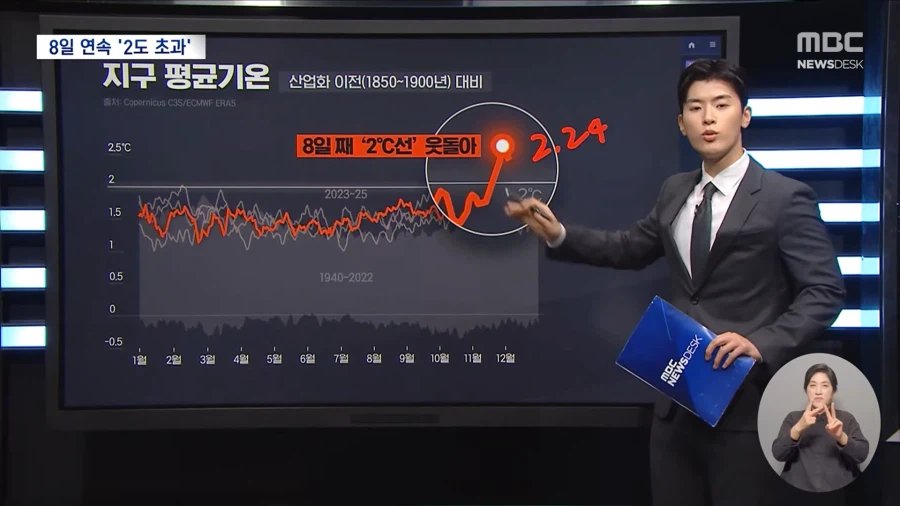 8일 연속 '2도 초과'
MBC
NEWSDESK
지구 평균기온
산업화 이전(1850~1900년) 대비
출처: Copernicus C3S/ECMWF ERA5
2.5℃
8일 째 '2℃선' 웃돌아
2.24
2
2023~25
2℃
1.5
1
0.5
1940~2022
0
-0.5
1월 2월 3월 4월 5월 6월 7월 8월 9월 10월 11월 12월
MBC
NEWSDESK